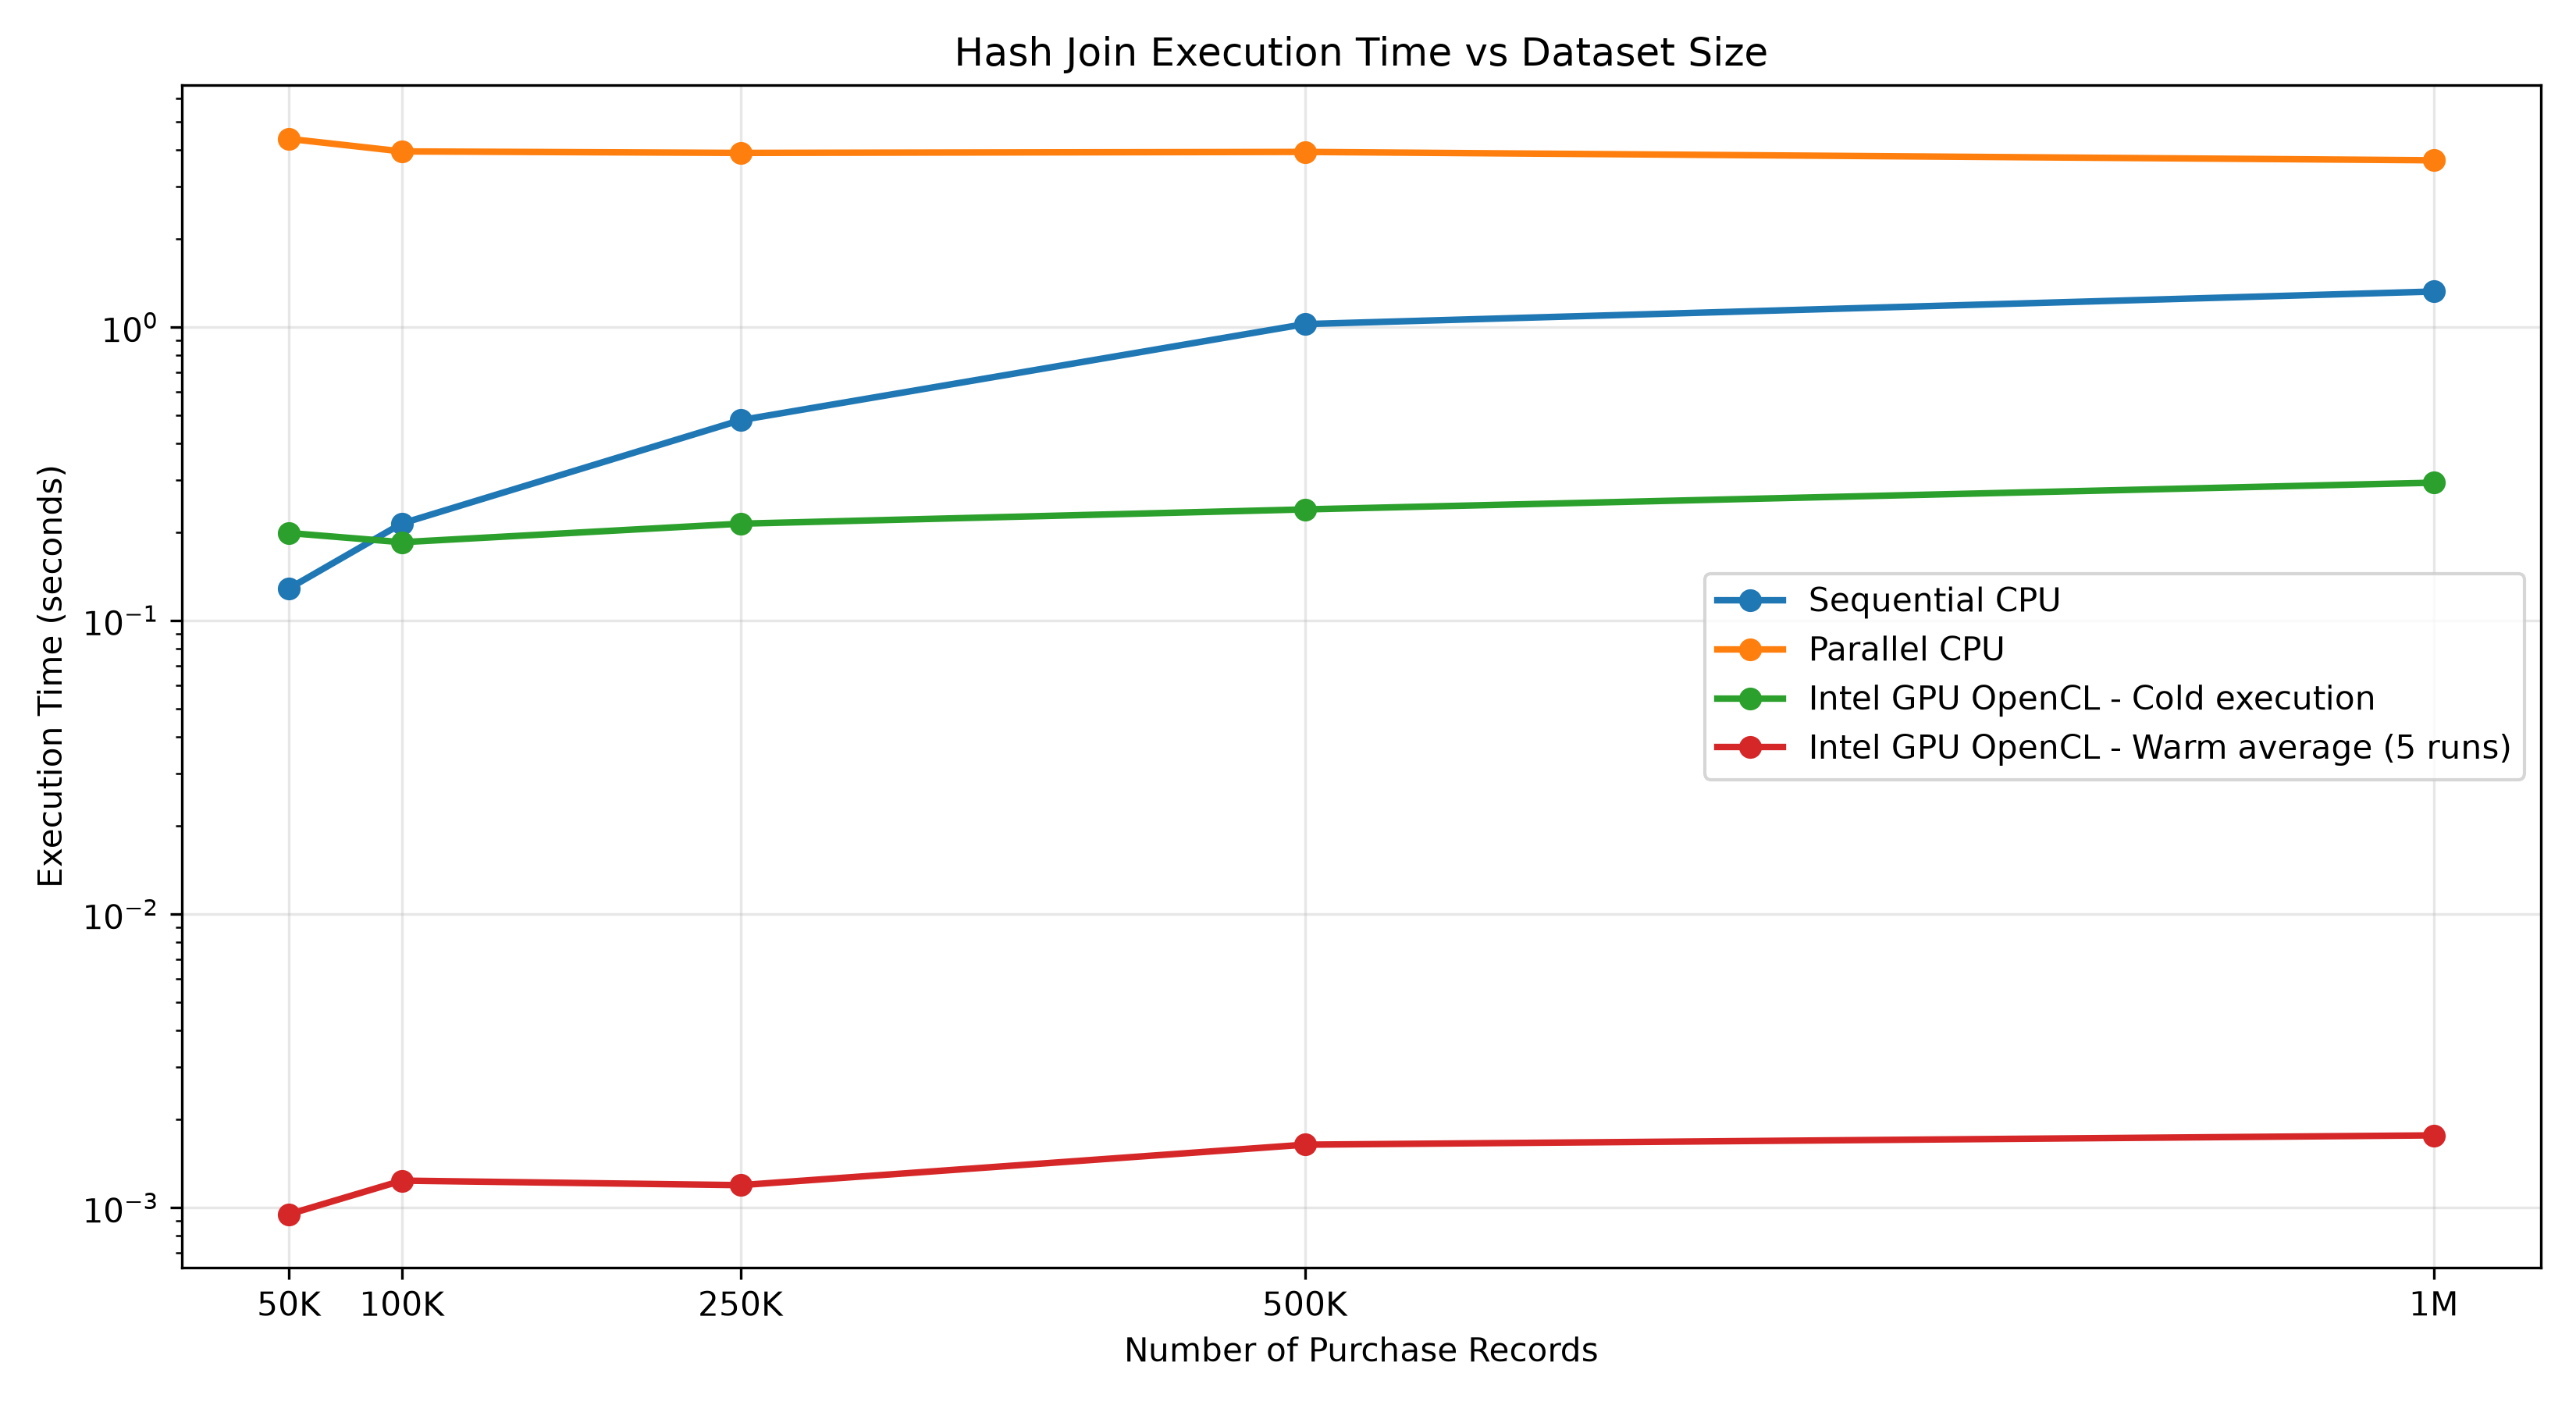 Hash Join Execution Time vs Dataset Size
Execution Time (seconds)
10⁰
10⁻¹
10⁻²
10⁻³
Sequential CPU
Parallel CPU
Intel GPU OpenCL - Cold execution
Intel GPU OpenCL - Warm average (5 runs)
50K 100K 250K 500K 1M
Number of Purchase Records